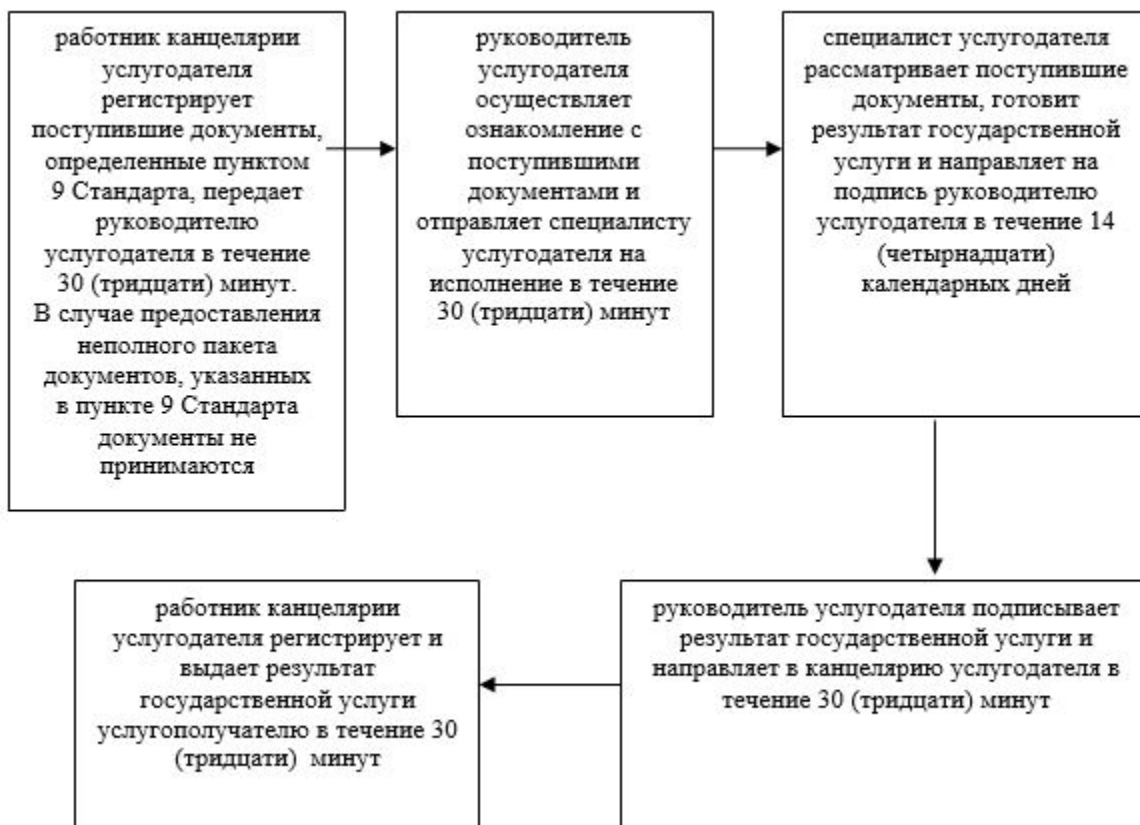 работник канцелярии
услугодателя
регистрирует
поступившие документы,
определенные пунктом
9 Стандарта, передает
руководителю
услугодателя в течение
30 (тридцати) минут.
В случае предоставления
неполного пакета
документов, указанных
в пункте 9 Стандарта
документы не
принимаются
руководитель
услугодателя
осуществляет
ознакомление с
поступившими
документами и
отправляет специалисту
услугодателя на
исполнение в течение
30 (тридцати) минут
специалист услугодателя
рассматривает поступившие
документы, готовит
результат государственной
услуги и направляет на
подпись руководителю
услугодателя в течение 14
(четырнадцати)
календарных дней
руководитель услугодателя подписывает
результат государственной услуги и
направляет в канцелярию услугодателя в
течение 30 (тридцати) минут
работник канцелярии
услугодателя регистрирует и
выдает результат
государственной услуги
услугополучателю в течение 30
(тридцати) минут